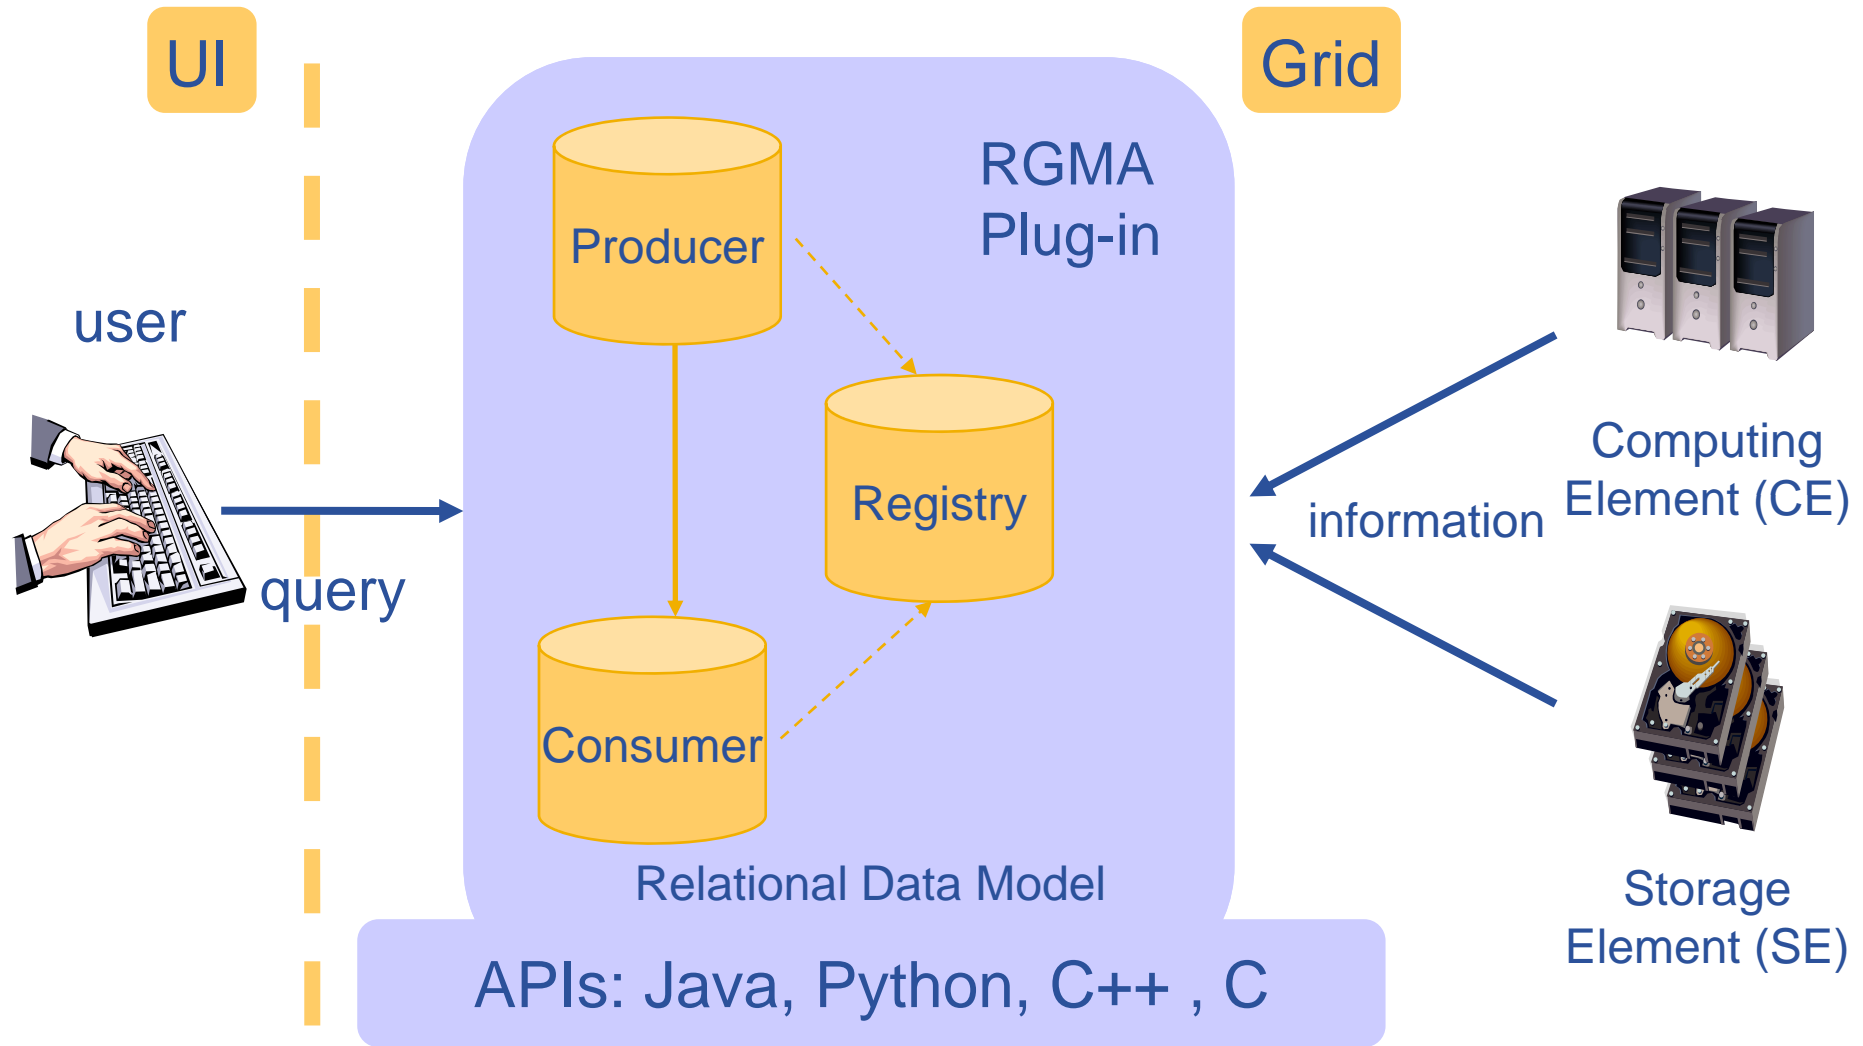 UI
Grid
RGMA
Plug-in
Producer
user
Registry
Computing
Element (CE)
information
query
Consumer
Relational Data Model
Storage
Element (SE)
APIs: Java, Python, C++ , C